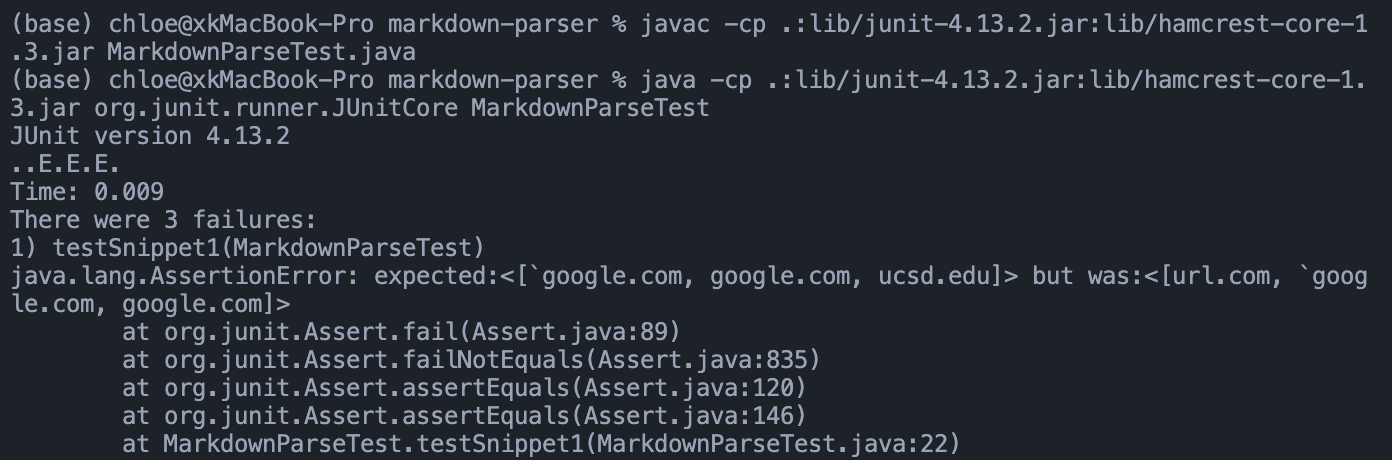 (base) chloe@xkMacBook-Pro markdown-parser % javac -cp .:lib/junit-4.13.2.jar:lib/hamcrest-core-1
.3.jar MarkdownParseTest.java
(base) chloe@xkMacBook-Pro markdown-parser % java -cp .:lib/junit-4.13.2.jar:lib/hamcrest-core-1.
3.jar org.junit.runner.JUnitCore MarkdownParseTest
JUnit version 4.13.2
..E.E.E.
Time: 0.009
There were 3 failures:
1) testSnippet1(MarkdownParseTest)
java.lang.AssertionError: expected:<[`google.com, google.com, ucsd.edu]> but was:<[url.com, `goog
le.com, google.com]>
        at org.junit.Assert.fail(Assert.java:89)
        at org.junit.Assert.failNotEquals(Assert.java:835)
        at org.junit.Assert.assertEquals(Assert.java:120)
        at org.junit.Assert.assertEquals(Assert.java:146)
        at MarkdownParseTest.testSnippet1(MarkdownParseTest.java:22)